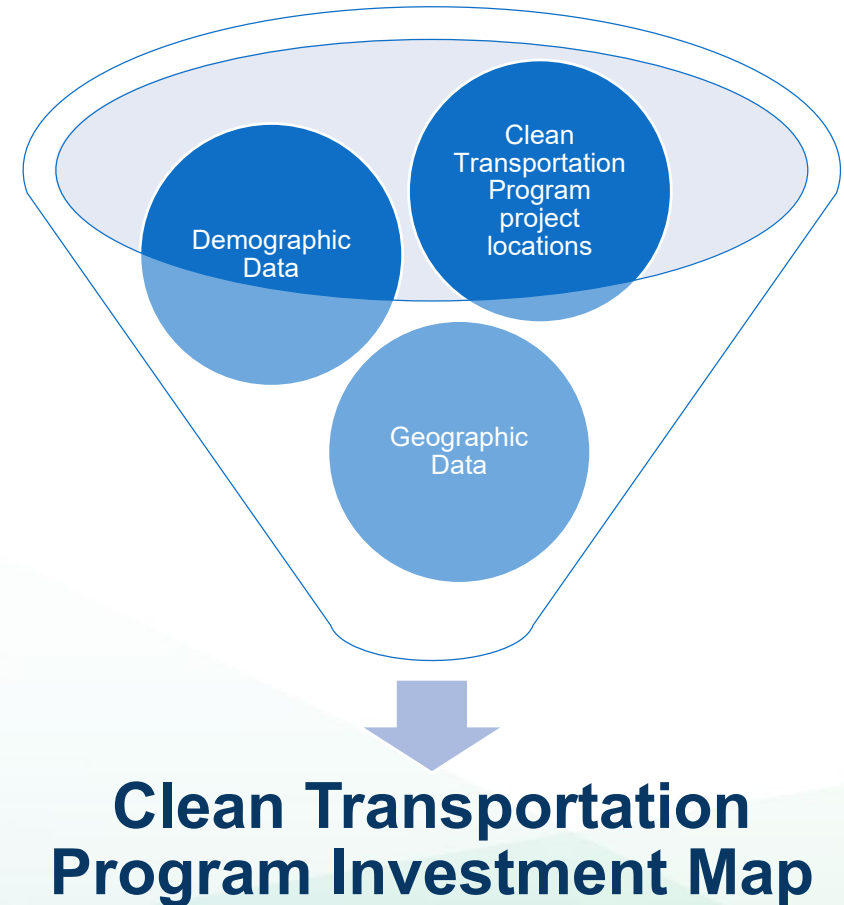 Clean
Transportation
Program
project
locations
Demographic
Data
Geographic
Data
Clean Transportation
Program Investment Map